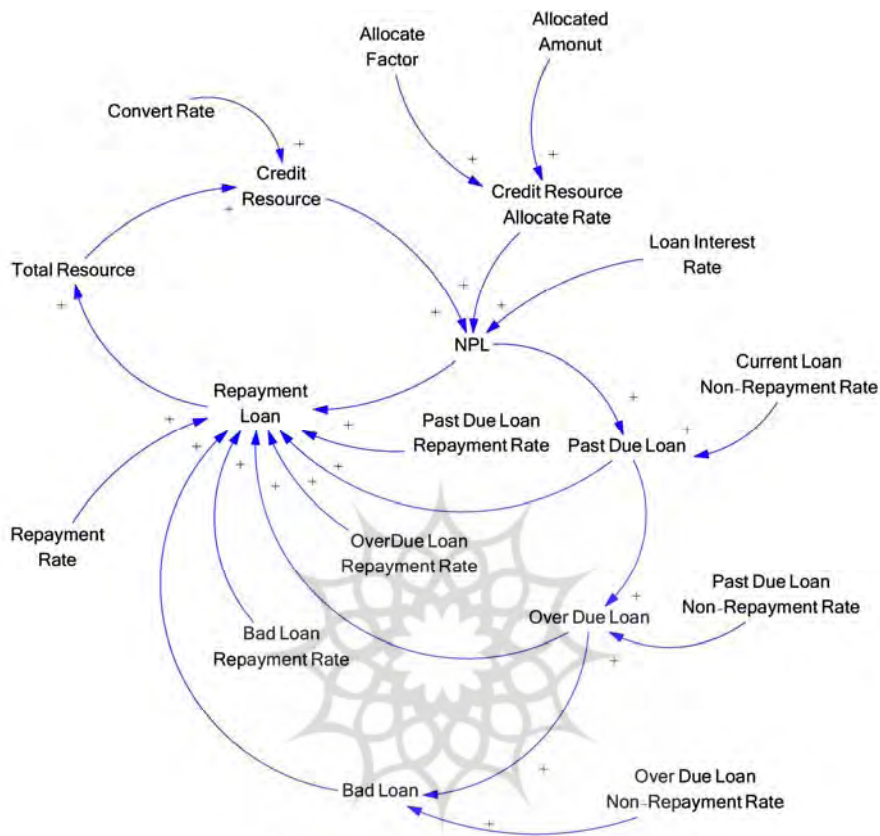 Allocate
Factor
Allocated
Amonut
Convert Rate
+
+
+
Credit
Resource
+
Credit Resource
Allocate Rate
Loan Interest
Rate
Total Resource
+
+
+
+
NPL
Current Loan
Non-Repayment Rate
Repayment
Loan
+
+
+
Past Due Loan
Repayment Rate
Past Due Loan
+
+
+
+
+
+
Repayment
Rate
OverDue Loan
Repayment Rate
Past Due Loan
Non-Repayment Rate
+
Over Due Loan
Bad Loan
Repayment Rate
+
+
Bad Loan
Over Due Loan
Non-Repayment Rate
+